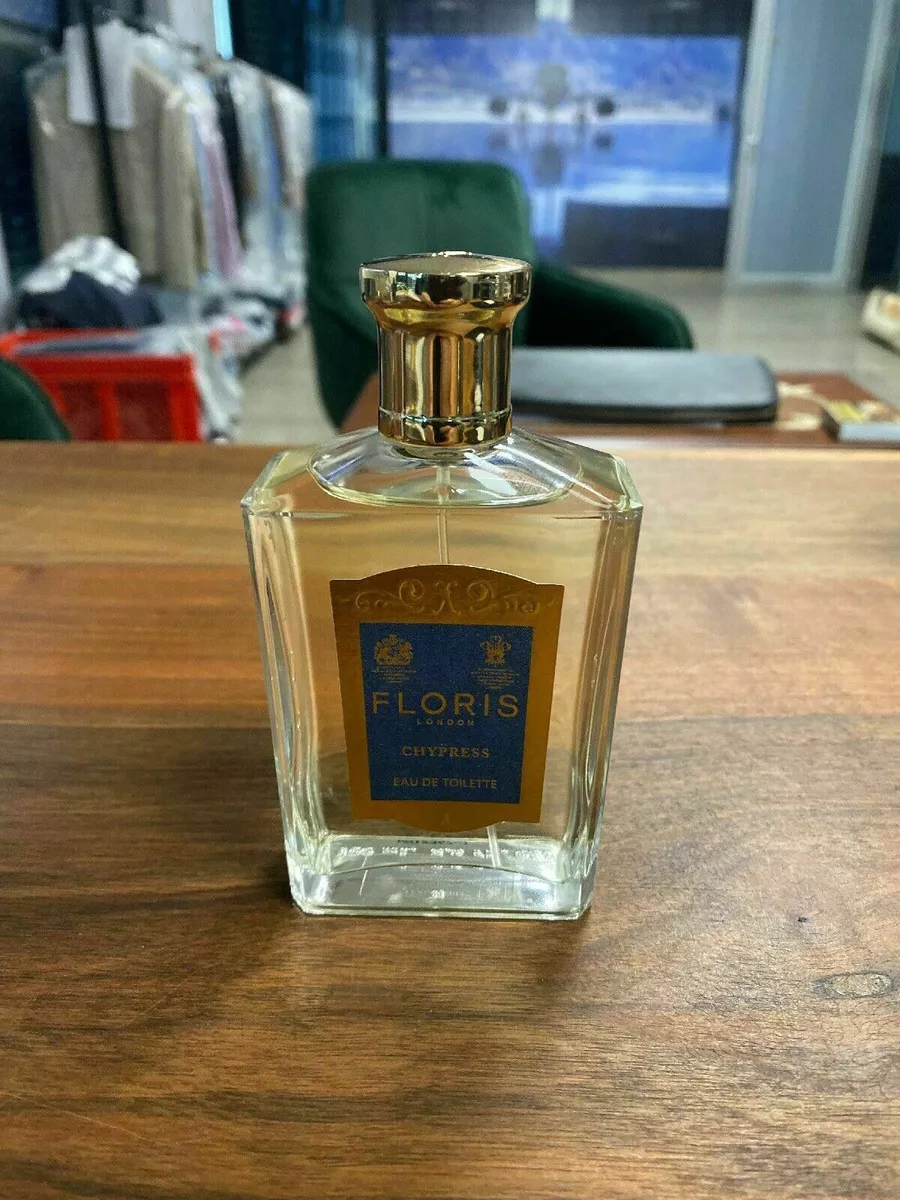 FLORIS
LONDON
CHYPRESS
EAU DE TOILETTE